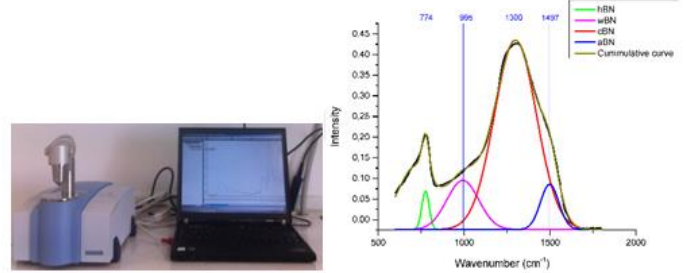 774 995 1300 1497
hBN
wBN
cBN
aBN
Cummulative curve
0,45
0,40
0,35
0,30
0,25
0,20
0,15
0,10
0,05
0,00
Intensity
500 1000 1500 2000
Wavenumber (cm⁻¹)